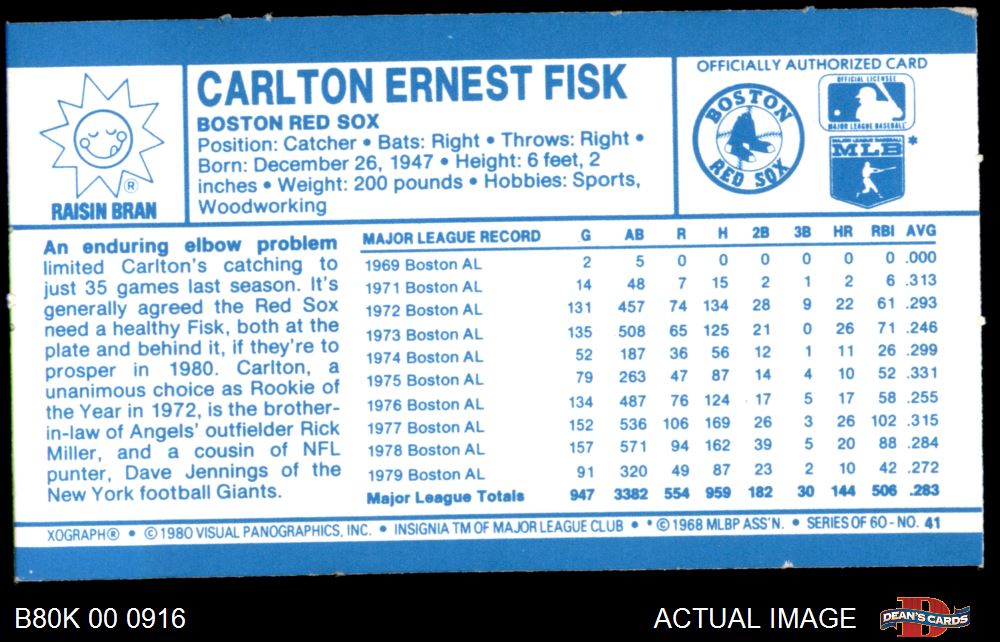 RAISIN BRAN
®
CARLTON ERNEST FISK
BOSTON RED SOX
Position: Catcher • Bats: Right • Throws: Right •
Born: December 26, 1947 • Height: 6 feet, 2
inches • Weight: 200 pounds • Hobbies: Sports,
Woodworking
OFFICIALLY AUTHORIZED CARD
BOSTON
RED SOX
OFFICIAL LICENSEE
MAJOR LEAGUE BASEBALL
MAJOR LEAGUE BASEBALL
MLB *
An enduring elbow problem
limited Carlton's catching to
just 35 games last season. It's
generally agreed the Red Sox
need a healthy Fisk, both at the
plate and behind it, if they're to
prosper in 1980. Carlton, a
unanimous choice as Rookie of
the Year in 1972, is the brother-
in-law of Angels' outfielder Rick
Miller, and a cousin of NFL
punter, Dave Jennings of the
New York football Giants.
MAJOR LEAGUE RECORD G AB R H 2B 3B HR RBI AVG
1969 Boston AL 2 5 0 0 0 0 0 0 .000
1971 Boston AL 14 48 7 15 2 1 2 6 .313
1972 Boston AL 131 457 74 134 28 9 22 61 .293
1973 Boston AL 135 508 65 125 21 0 26 71 .246
1974 Boston AL 52 187 36 56 12 1 11 26 .299
1975 Boston AL 79 263 47 87 14 4 10 52 .331
1976 Boston AL 134 487 76 124 17 5 17 58 .255
1977 Boston AL 152 536 106 169 26 3 26 102 .315
1978 Boston AL 157 571 94 162 39 5 20 88 .284
1979 Boston AL 91 320 49 87 23 2 10 42 .272
Major League Totals 947 3382 554 959 182 30 144 506 .283
XOGRAPH® • © 1980 VISUAL PANOGRAPHICS, INC. • INSIGNIA TM OF MAJOR LEAGUE CLUB • * © 1968 MLBP ASS'N. • SERIES OF 60 - NO. 41
B80K 00 0916
ACTUAL IMAGE
DEAN'S CARDS